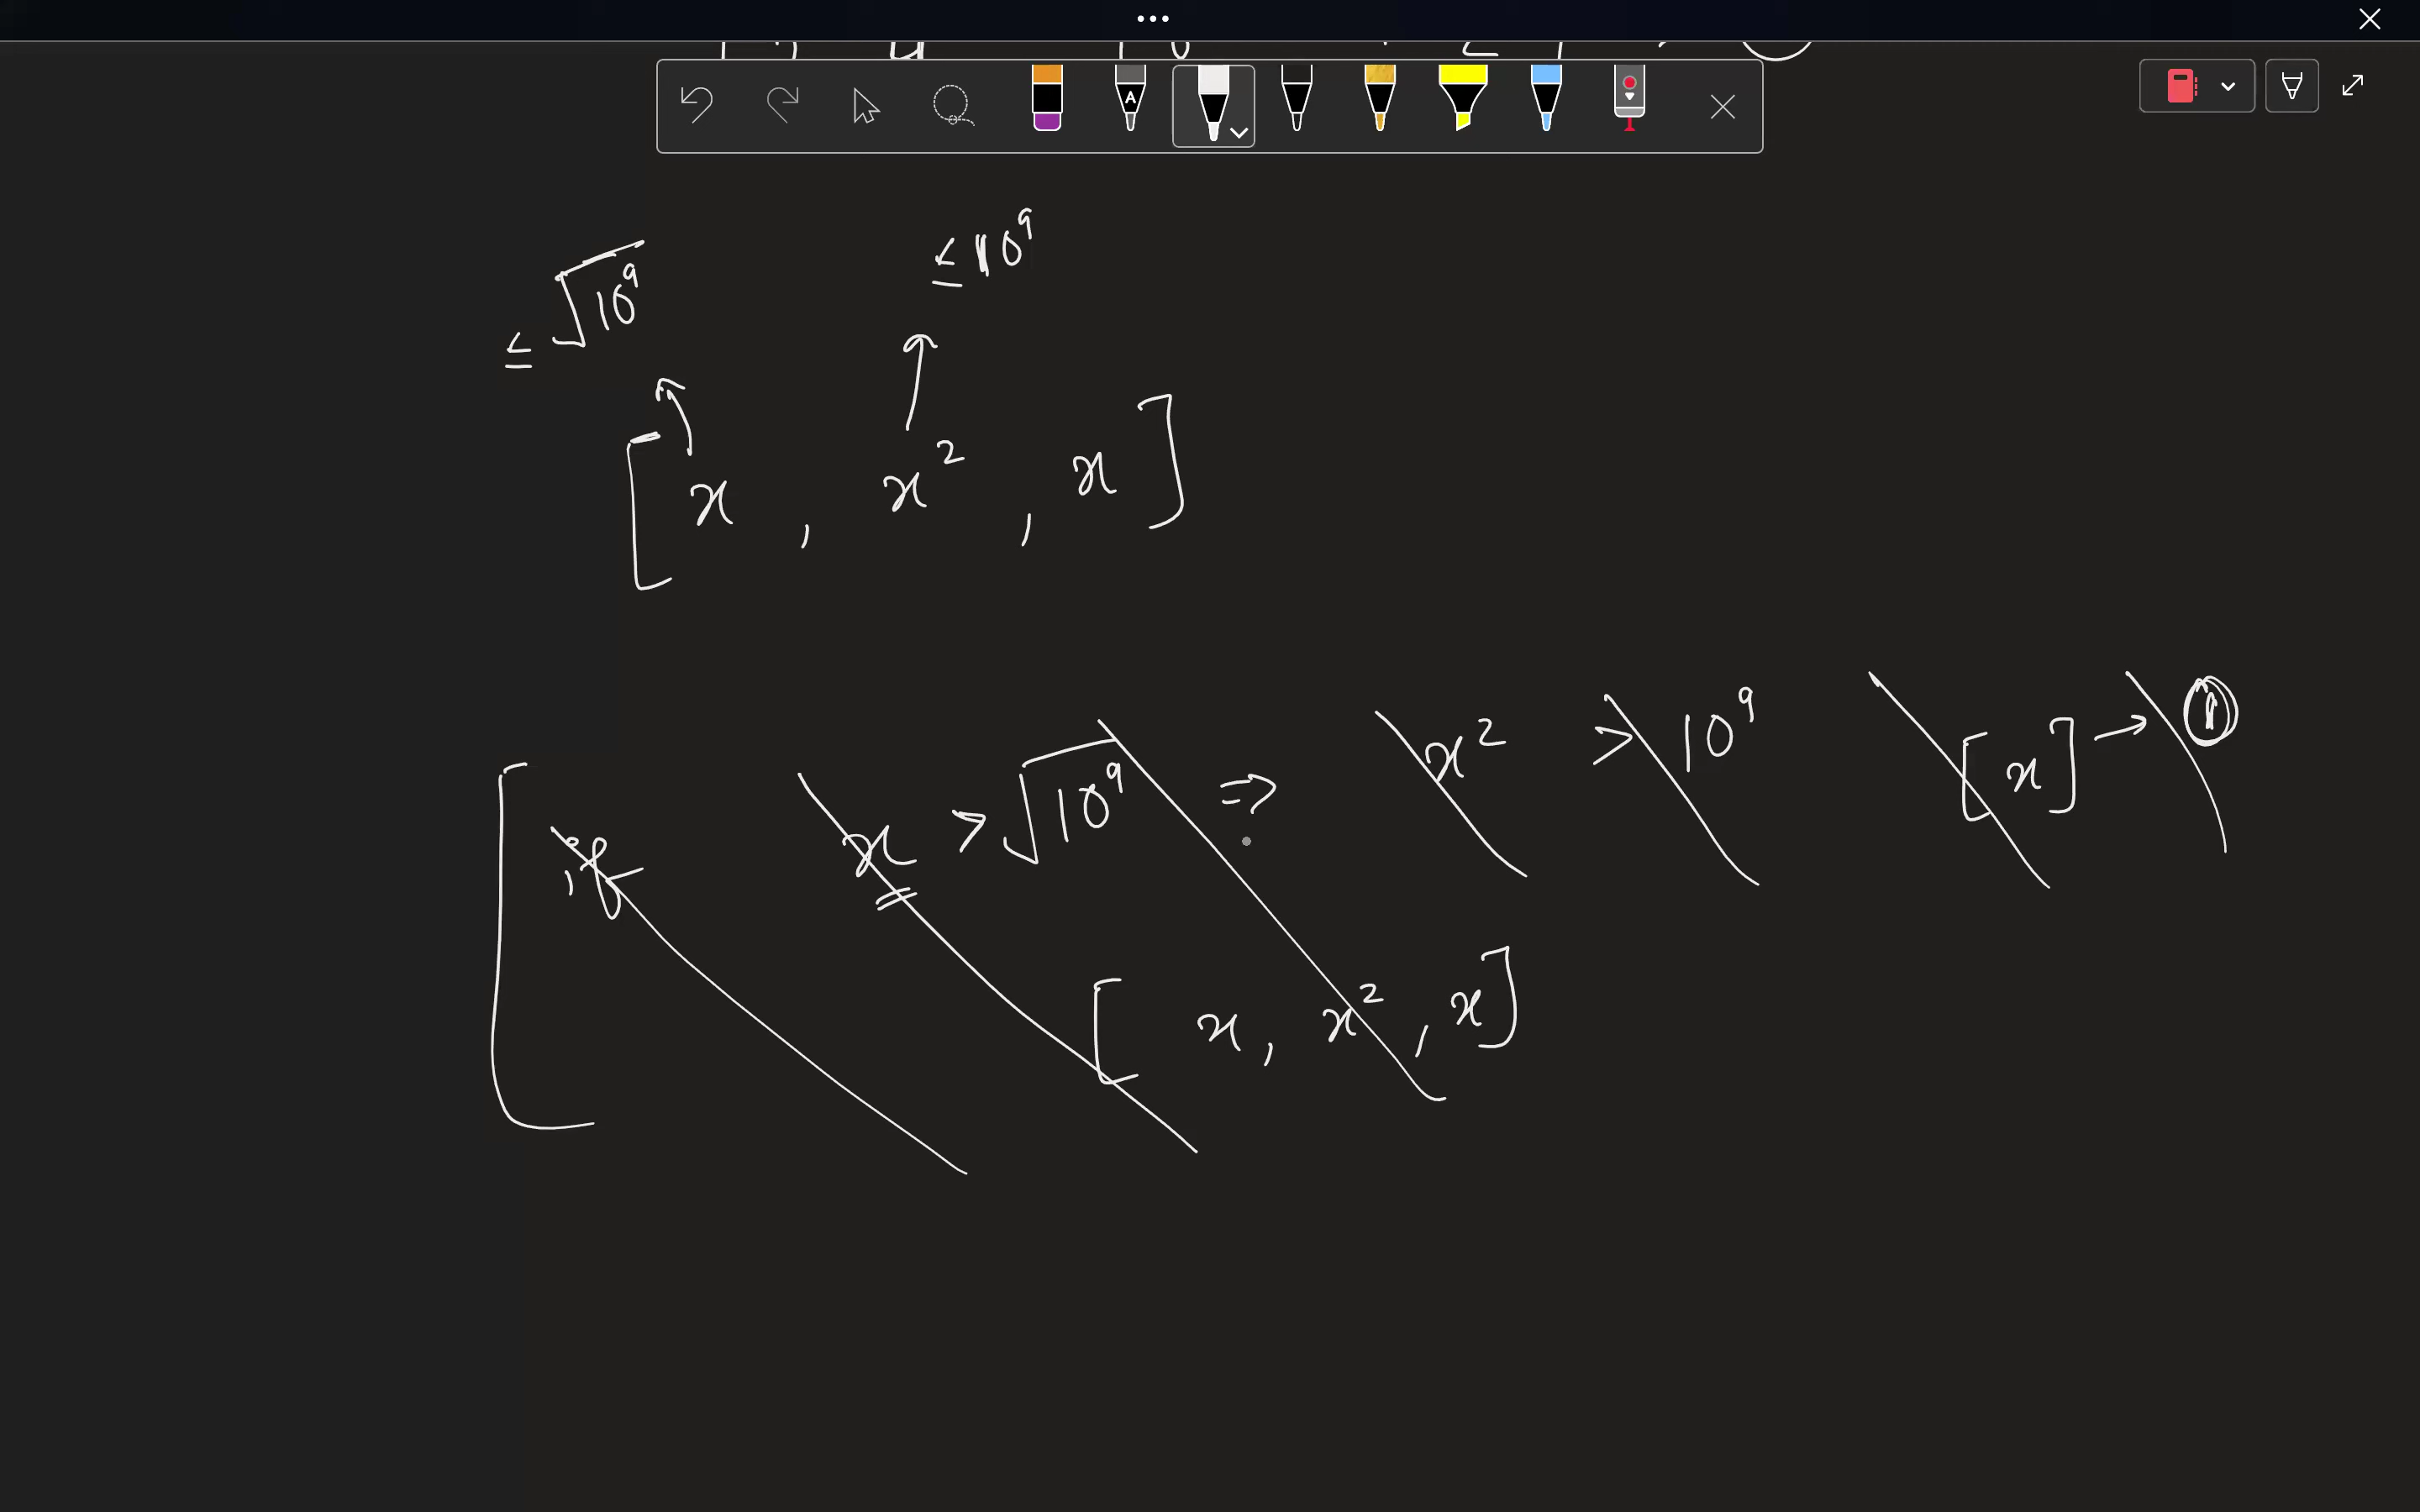 ≤ 10⁹
≤ √10⁹
[ x , x² , x ]
[ if x > √10⁹ ⇒ x² > 10⁹ [x] → 1
[ x , x² , x ]